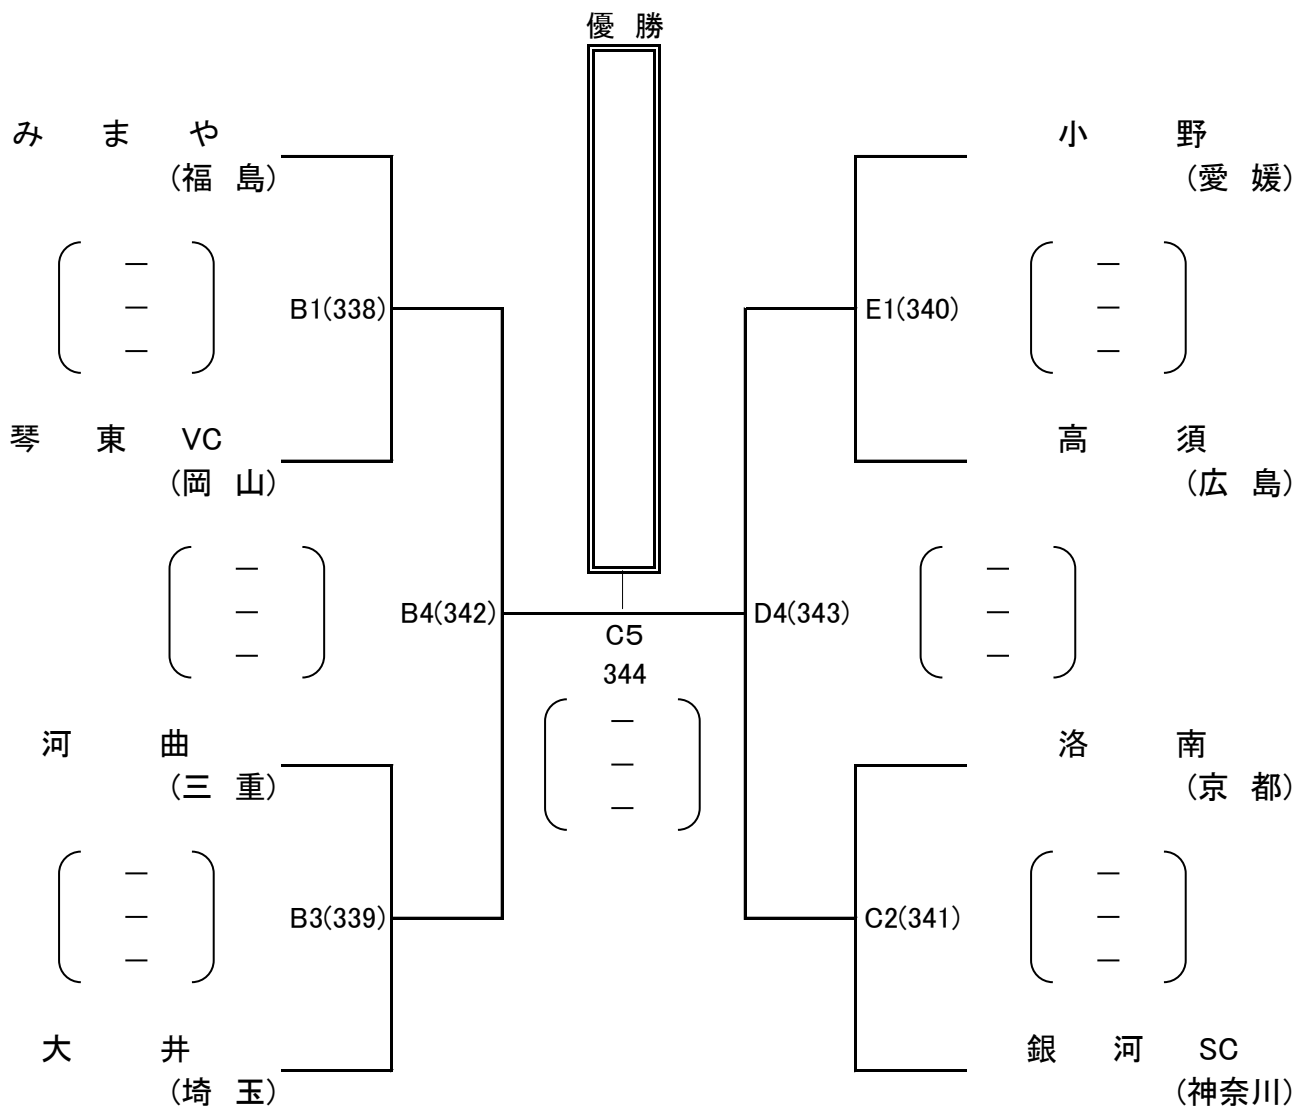 優 勝
み ま や
(福 島)
小 野
(愛 媛)
—
—
—
B1(338)
E1(340)
—
—
—
琴 東 VC
(岡 山)
高 須
(広 島)
—
—
—
B4(342)
D4(343)
—
—
—
C5
344
—
—
—
河 曲
(三 重)
洛 南
(京 都)
—
—
—
B3(339)
C2(341)
—
—
—
大 井
(埼 玉)
銀 河 SC
(神奈川)